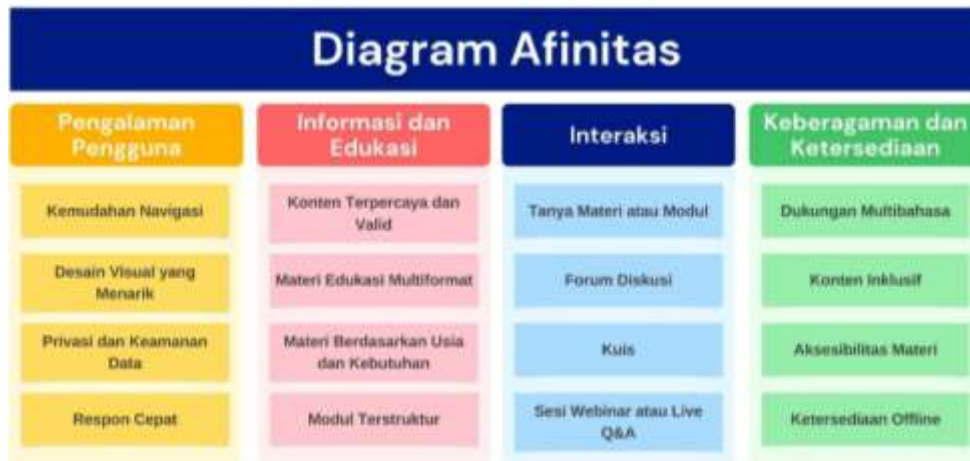 Diagram Afinitas
Pengalaman
Pengguna
Kemudahan Navigasi
Desain Visual yang
Menarik
Privasi dan Keamanan
Data
Respon Cepat
Informasi dan
Edukasi
Konten Terpercaya dan
Valid
Materi Edukasi Multiformat
Materi Berdasarkan Usia
dan Kebutuhan
Modul Terstruktur
Interaksi
Tanya Materi atau Modul
Forum Diskusi
Kuis
Sesi Webinar atau Live
Q&A
Keberagaman dan
Ketersediaan
Dukungan Multibahasa
Konten Inklusif
Aksesibilitas Materi
Ketersediaan Offline